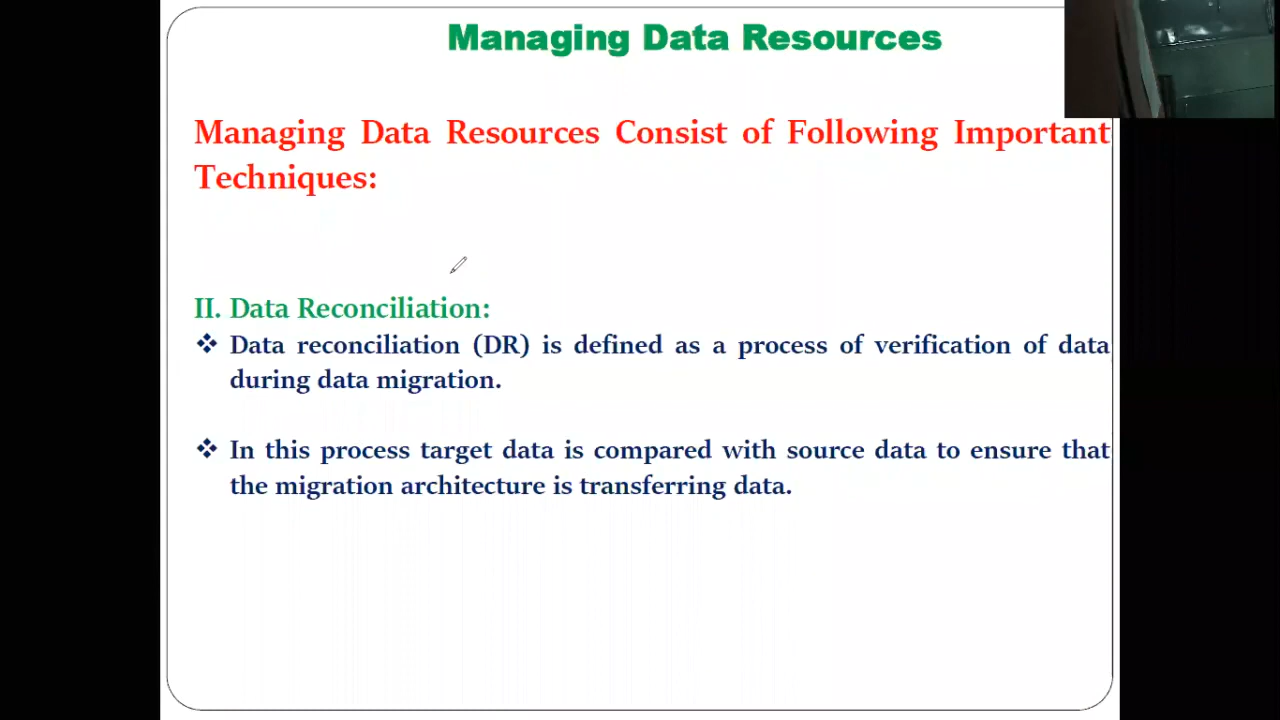 Managing Data Resources
Managing Data Resources Consist of Following Important
Techniques:
II. Data Reconciliation:
❖ Data reconciliation (DR) is defined as a process of verification of data
during data migration.
❖ In this process target data is compared with source data to ensure that
the migration architecture is transferring data.